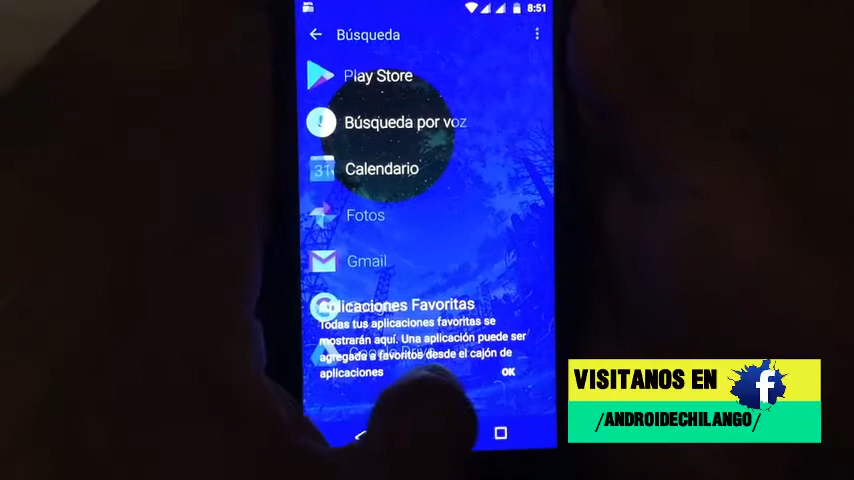 8:51
Búsqueda
Play Store
Búsqueda por voz
31
Calendario
Fotos
Gmail
Aplicaciones Favoritas
Todas tus aplicaciones favoritas se
mostrarán aquí. Una aplicación puede ser
agregada a favoritos desde el cajón de
aplicaciones
OK
VISITANOS EN
f
/ANDROIDECHILANGO/